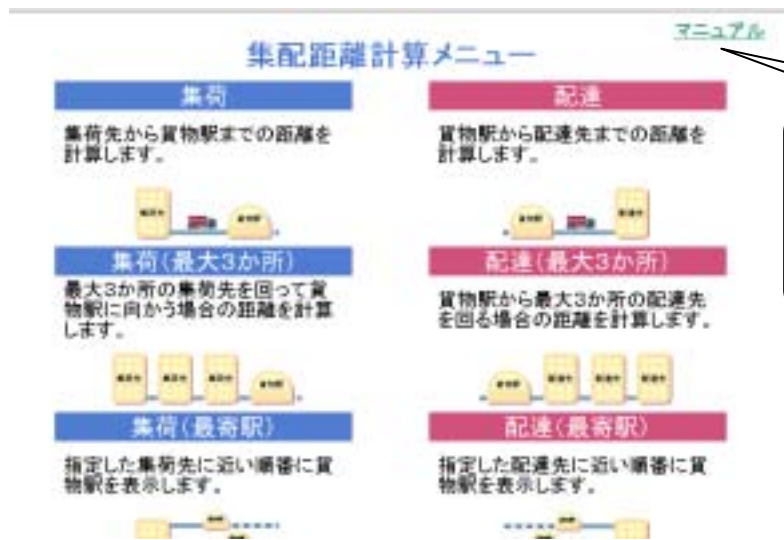 マニュアル
集配距離計算メニュー
集荷
集荷先から貨物駅までの距離を
計算します。
配達
貨物駅から配達先までの距離を
計算します。
集荷(最大3か所)
最大3か所の集荷先を回って貨
物駅に向かう場合の距離を計算
します。
配達(最大3か所)
貨物駅から最大3か所の配達先
を回る場合の距離を計算します。
集荷(最寄駅)
指定した集荷先に近い順番に貨
物駅を表示します。
配達(最寄駅)
指定した配達先に近い順番に貨
物駅を表示します。